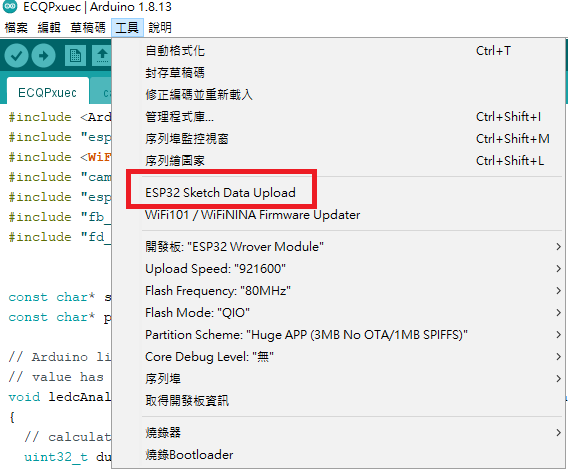 ECQPxuec | Arduino 1.8.13
檔案 編輯 草稿碼 工具 說明
自動格式化 Ctrl+T
封存草稿碼
修正編碼並重新載入
管理程式庫... Ctrl+Shift+I
序列埠監控視窗 Ctrl+Shift+M
序列繪圖家 Ctrl+Shift+L
ESP32 Sketch Data Upload
WiFi101 / WiFiNINA Firmware Updater
開發板: "ESP32 Wrover Module"
Upload Speed: "921600"
Flash Frequency: "80MHz"
Flash Mode: "QIO"
Partition Scheme: "Huge APP (3MB No OTA/1MB SPIFFS)"
Core Debug Level: "無"
序列埠
取得開發板資訊
燒錄器
燒錄Bootloader
ECQPxuec ca
#include <Ard
#include "esp
#include <WiF
#include "cam
#include "esp
#include "fb_
#include "fd_
const char* s
const char* p
// Arduino li
// value has
void ledcAnal
{
// calculat
uint32_t du